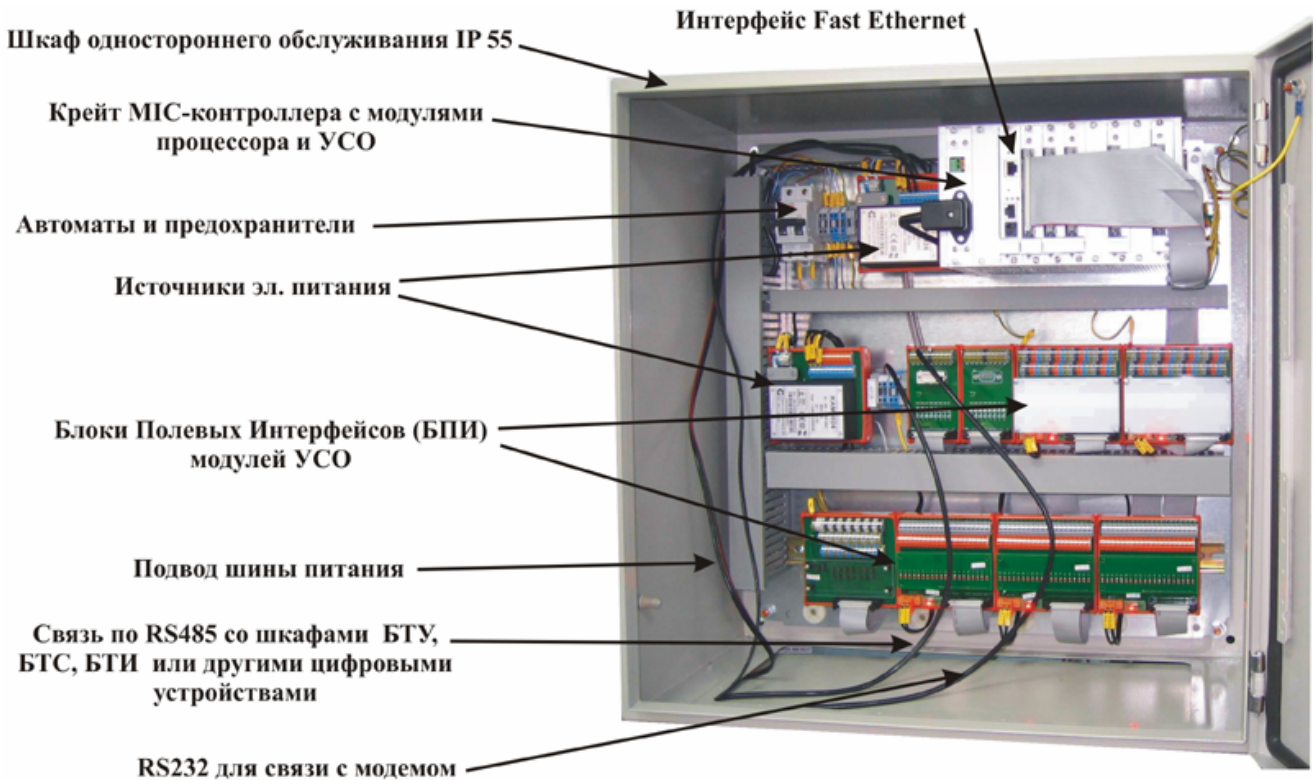 Интерфейс Fast Ethernet
Шкаф одностороннего обслуживания IP 55
Крейт MIC-контроллера с модулями
процессора и УСО
Автоматы и предохранители
Источники эл. питания
Блоки Полевых Интерфейсов (БПИ)
модулей УСО
Подвод шины питания
Связь по RS485 со шкафами БТУ,
БТС, БТИ или другими цифровыми
устройствами
RS232 для связи с модемом